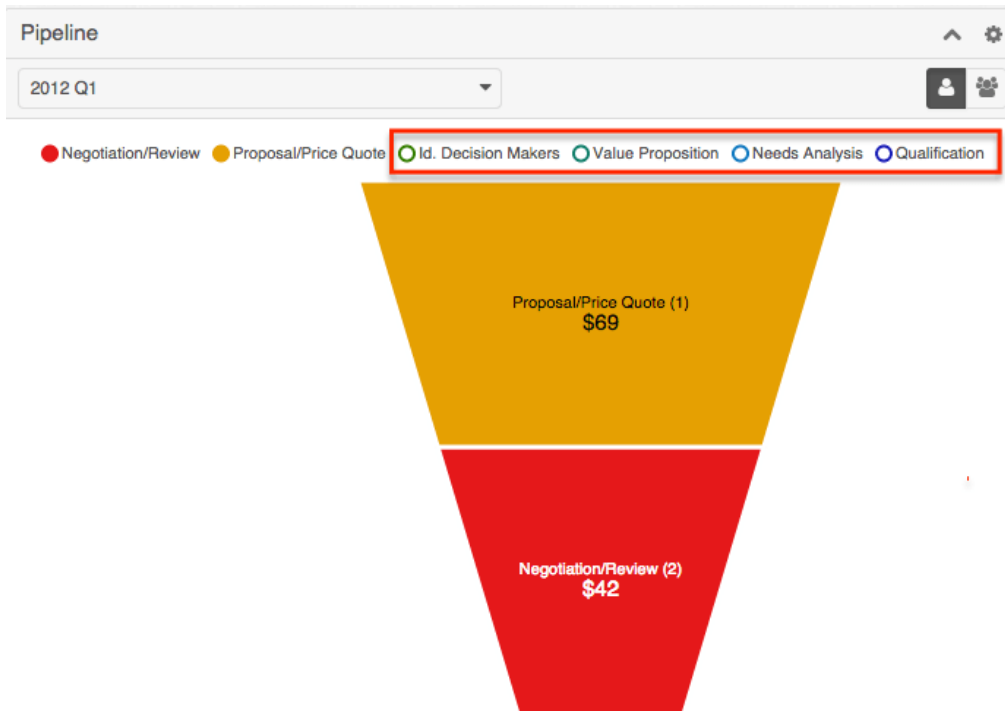 Pipeline
2012 Q1
Negotiation/Review Proposal/Price Quote Id. Decision Makers Value Proposition Needs Analysis Qualification
Proposal/Price Quote (1)
$69
Negotiation/Review (2)
$42